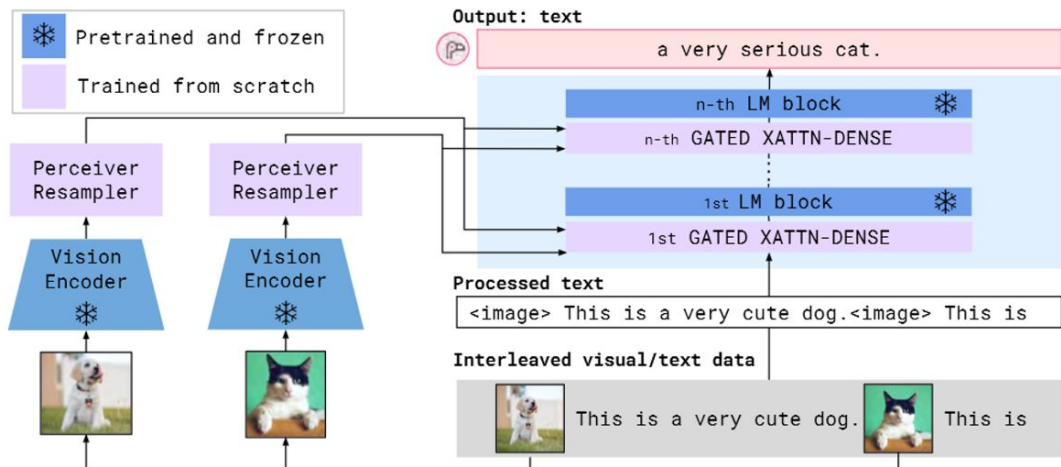 Pretrained and frozen
Trained from scratch
Perceiver
Resampler
Perceiver
Resampler
Vision
Encoder
Vision
Encoder
Output: text
a very serious cat.
n-th LM block
n-th GATED XATTN-DENSE
1st LM block
1st GATED XATTN-DENSE
Processed text
<image> This is a very cute dog.<image> This is
Interleaved visual/text data
This is a very cute dog.
This is